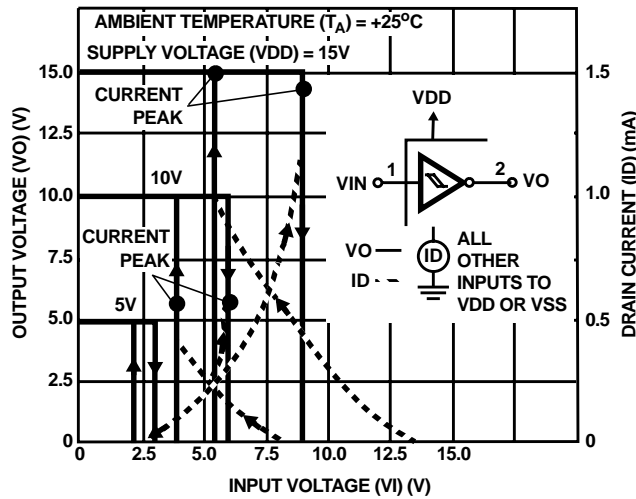 AMBIENT TEMPERATURE (TA) = +25oC
SUPPLY VOLTAGE (VDD) = 15V
15.0
12.5
10.0
7.5
5.0
2.5
0
OUTPUT VOLTAGE (VO) (V)
CURRENT
PEAK
10V
CURRENT
PEAK
5V
VDD
VIN
1
2
VO
VO
ID
ID
ALL
OTHER
INPUTS TO
VDD OR VSS
1.5
1.0
0.5
0
DRAIN CURRENT (ID) (mA)
0 2.5 5.0 7.5 10.0 12.5 15.0
INPUT VOLTAGE (VI) (V)